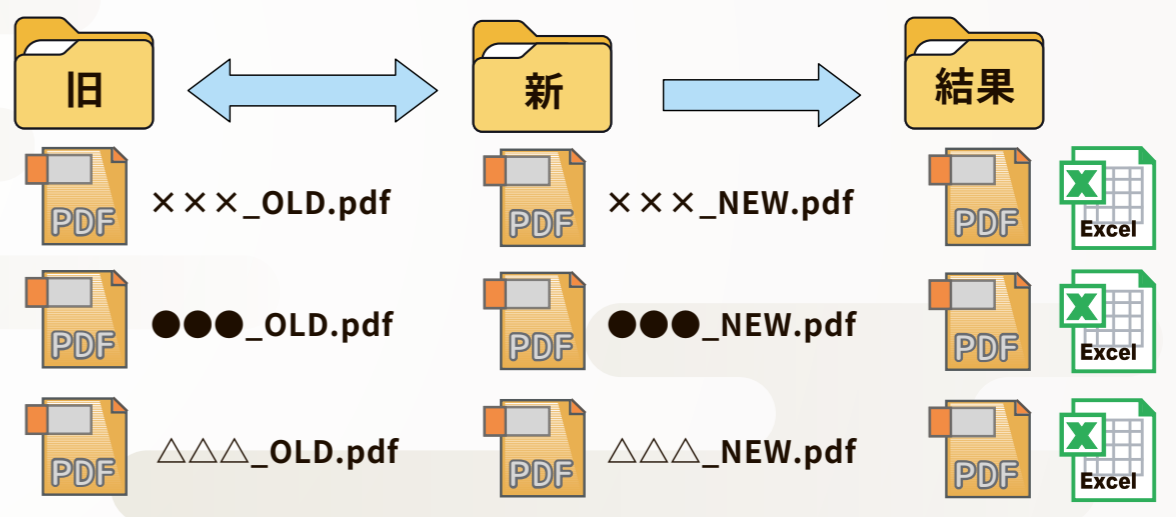 旧
新
結果
PDF
×××_OLD.pdf
PDF
×××_NEW.pdf
PDF
X
Excel
PDF
●●●_OLD.pdf
PDF
●●●_NEW.pdf
PDF
X
Excel
PDF
△△△_OLD.pdf
PDF
△△△_NEW.pdf
PDF
X
Excel